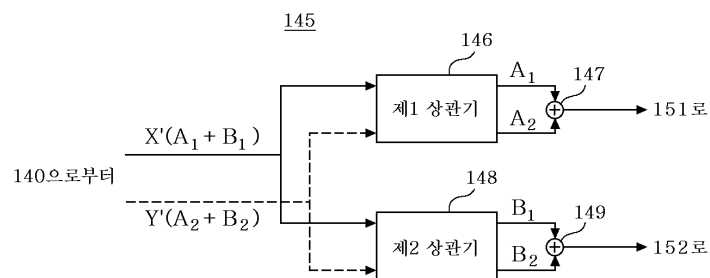 145
146
A₁
147
제1 상관기
151로
X'(A₁ + B₁)
A₂
140으로부터
148
Y'(A₂ + B₂)
B₁
149
제2 상관기
152로
B₂